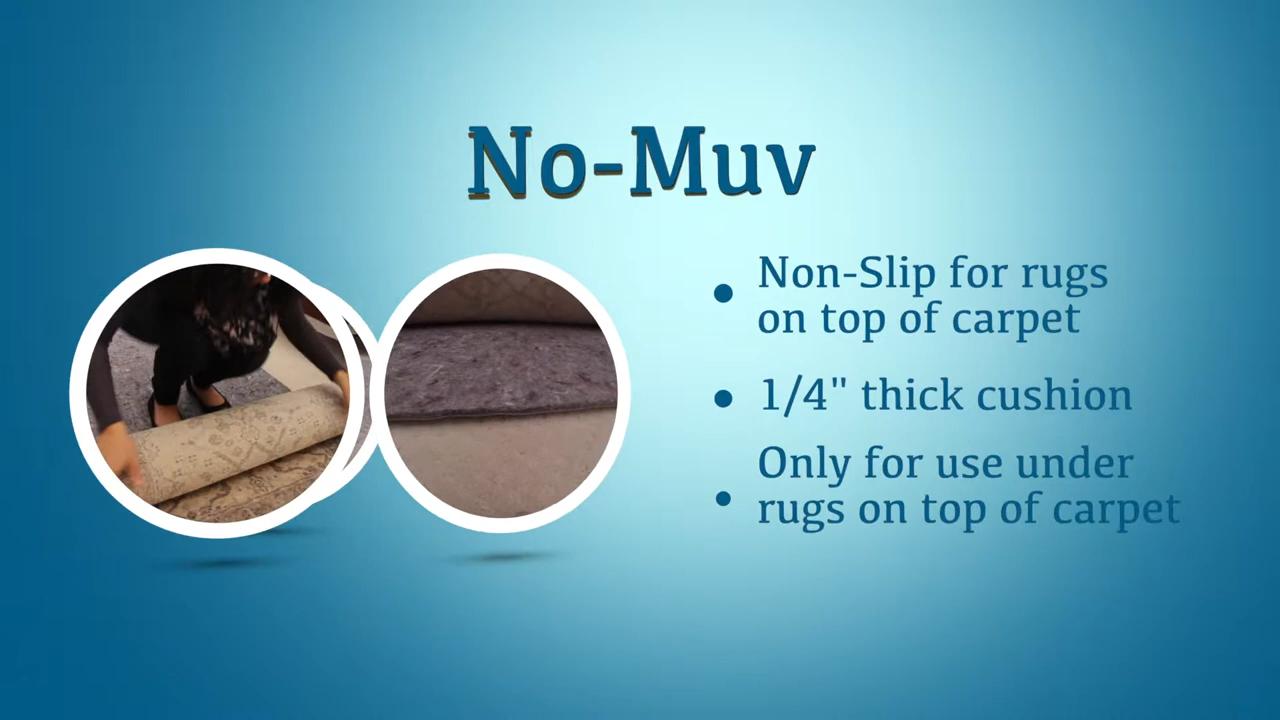 No-Muv
Non-Slip for rugs
on top of carpet
1/4" thick cushion
Only for use under
rugs on top of carpet